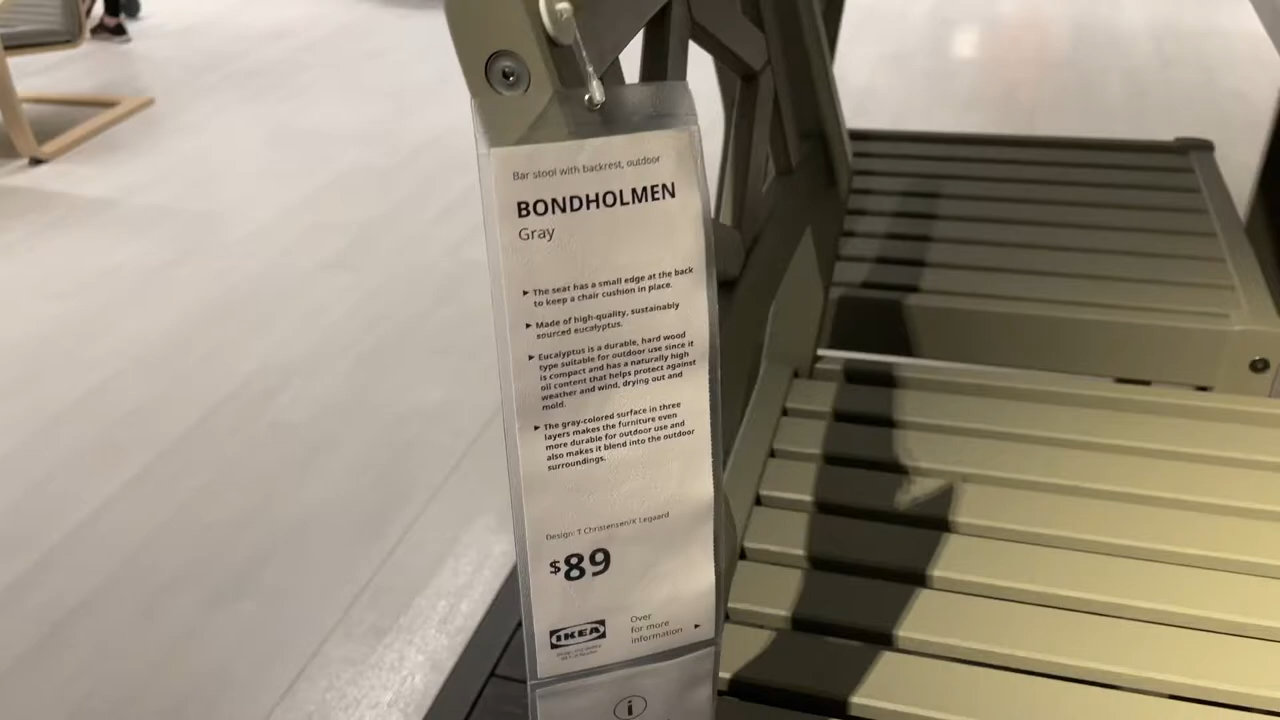 Bar stool with backrest, outdoor
BONDHOLMEN
Gray
► The seat has a small edge at the back
to keep a chair cushion in place.
► Made of high-quality, sustainably
sourced eucalyptus.
► Eucalyptus is a durable, hard wood
type suitable for outdoor use since it
is compact and has a naturally high
oil content that helps protect against
weather and wind, drying out and
mold.
► The gray-colored surface in three
layers makes the furniture even
more durable for outdoor use and
also makes it blend into the outdoor
surroundings.
Design: T Christensen/K Legaard
$89
IKEA
Over
for more
information ►
i